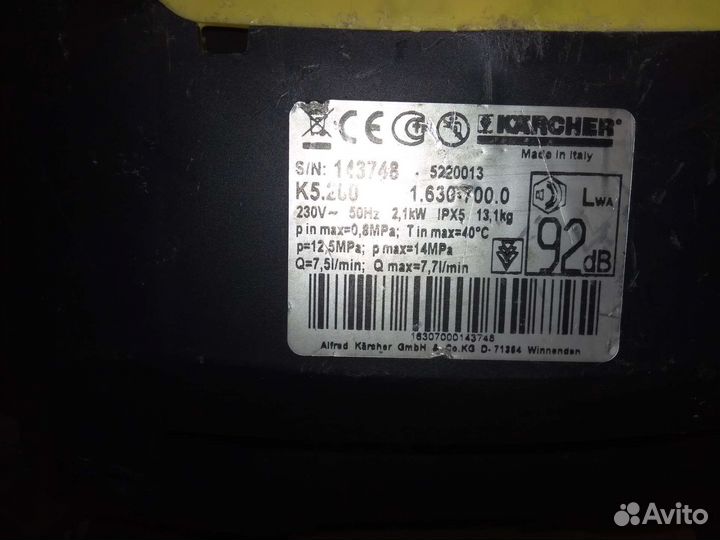 KÄRCHER®
Made in Italy
S/N: 143748 - 5220013
K5.200 1.630-700.0
230V~ 50Hz 2,1kW IPX5 13,1kg
p in max=0,8MPa; T in max=40°C
p=12,5MPa; p max=14MPa
Q=7,5l/min; Q max=7,7l/min
LWA
92dB
16307000143748
Alfred Kärcher GmbH & Co.KG D-71364 Winnenden
Avito